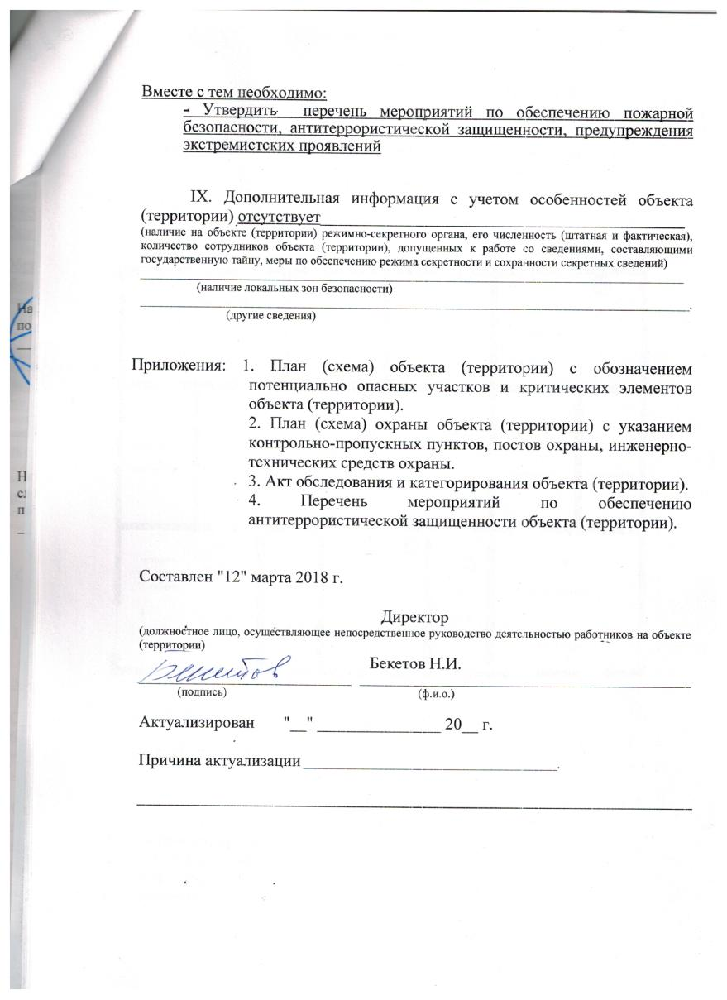 Вместе с тем необходимо:
- Утвердить перечень мероприятий по обеспечению пожарной
безопасности, антитеррористической защищенности, предупреждения
экстремистских проявлений
IX. Дополнительная информация с учетом особенностей объекта
(территории) отсутствует
(наличие на объекте (территории) режимно-секретного органа, его численность (штатная и фактическая),
количество сотрудников объекта (территории), допущенных к работе со сведениями, составляющими
государственную тайну, меры по обеспечению режима секретности и сохранности секретных сведений)
(наличие локальных зон безопасности)
(другие сведения)
Приложения: 1. План (схема) объекта (территории) с обозначением
потенциально опасных участков и критических элементов
объекта (территории).
2. План (схема) охраны объекта (территории) с указанием
контрольно-пропускных пунктов, постов охраны, инженерно-
технических средств охраны.
3. Акт обследования и категорирования объекта (территории).
4. Перечень мероприятий по обеспечению
антитеррористической защищенности объекта (территории).
Составлен "12" марта 2018 г.
Директор
(должностное лицо, осуществляющее непосредственное руководство деятельностью работников на объекте
(территории)
Бекетов Бекетов Н.И.
(подпись) (ф.и.о.)
Актуализирован "__" ________________ 20__ г.
Причина актуализации ________________________________.
На
по
Н
п